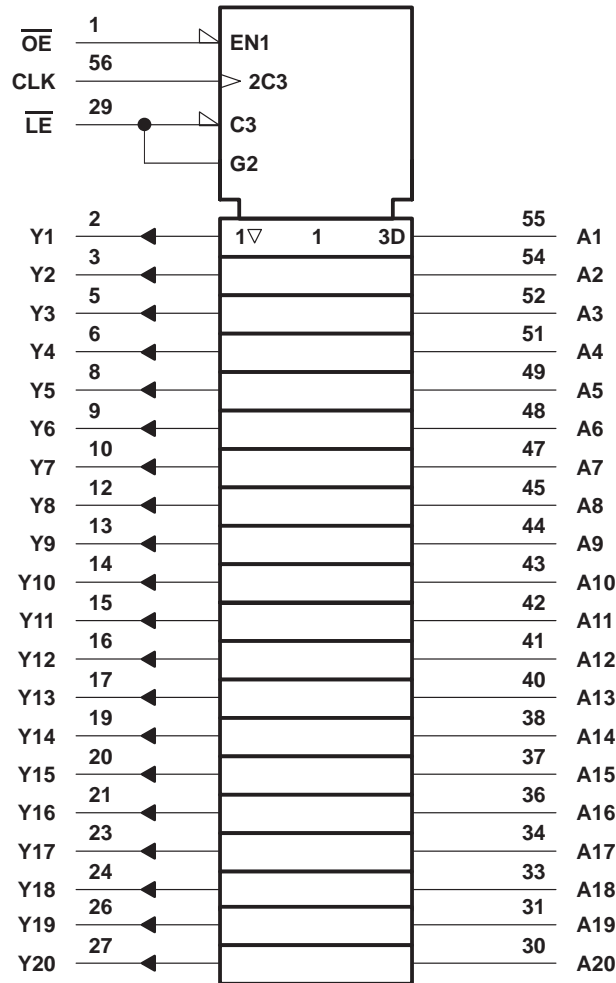 1
OE EN1
56
CLK 2C3
29
LE C3
G2
2 55
Y1 1▽ 1 3D A1
3 54
Y2 A2
5 52
Y3 A3
6 51
Y4 A4
8 49
Y5 A5
9 48
Y6 A6
10 47
Y7 A7
12 45
Y8 A8
13 44
Y9 A9
14 43
Y10 A10
15 42
Y11 A11
16 41
Y12 A12
17 40
Y13 A13
19 38
Y14 A14
20 37
Y15 A15
21 36
Y16 A16
23 34
Y17 A17
24 33
Y18 A18
26 31
Y19 A19
27 30
Y20 A20